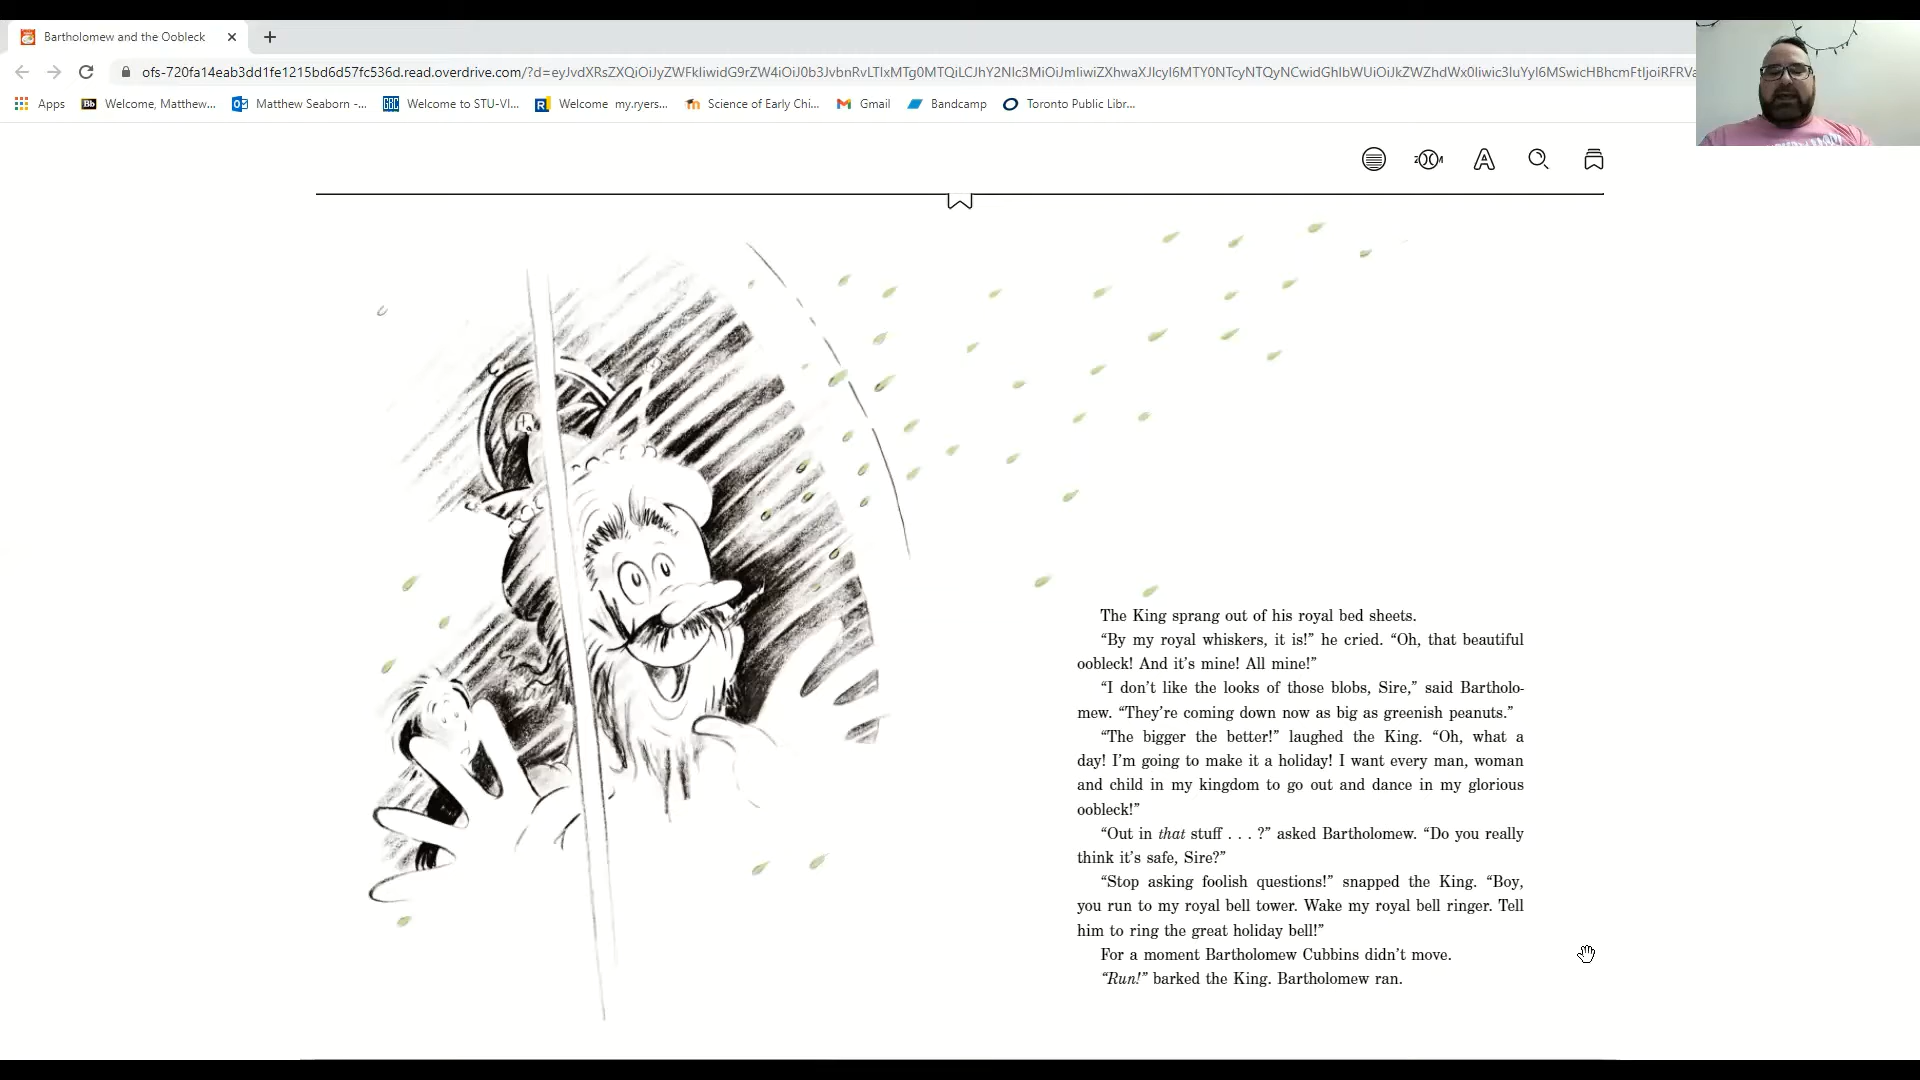 Bartholomew and the Oobleck
Apps
Welcome, Matthew...
Matthew Seaborn -...
Welcome to STU-VI...
Welcome my.ryers...
Science of Early Chi...
Gmail
Bandcamp
Toronto Public Libr...
The King sprang out of his royal bed sheets.
“By my royal whiskers, it is!” he cried. “Oh, that beautiful
oobleck! And it’s mine! All mine!”
“I don’t like the looks of those blobs, Sire,” said Bartholo-
mew. “They’re coming down now as big as greenish peanuts.”
“The bigger the better!” laughed the King. “Oh, what a
day! I’m going to make it a holiday! I want every man, woman
and child in my kingdom to go out and dance in my glorious
oobleck!”
“Out in that stuff . . . ?” asked Bartholomew. “Do you really
think it’s safe, Sire?”
“Stop asking foolish questions!” snapped the King. “Boy,
you run to my royal bell tower. Wake my royal bell ringer. Tell
him to ring the great holiday bell!”
For a moment Bartholomew Cubbins didn’t move.
“Run!” barked the King. Bartholomew ran.